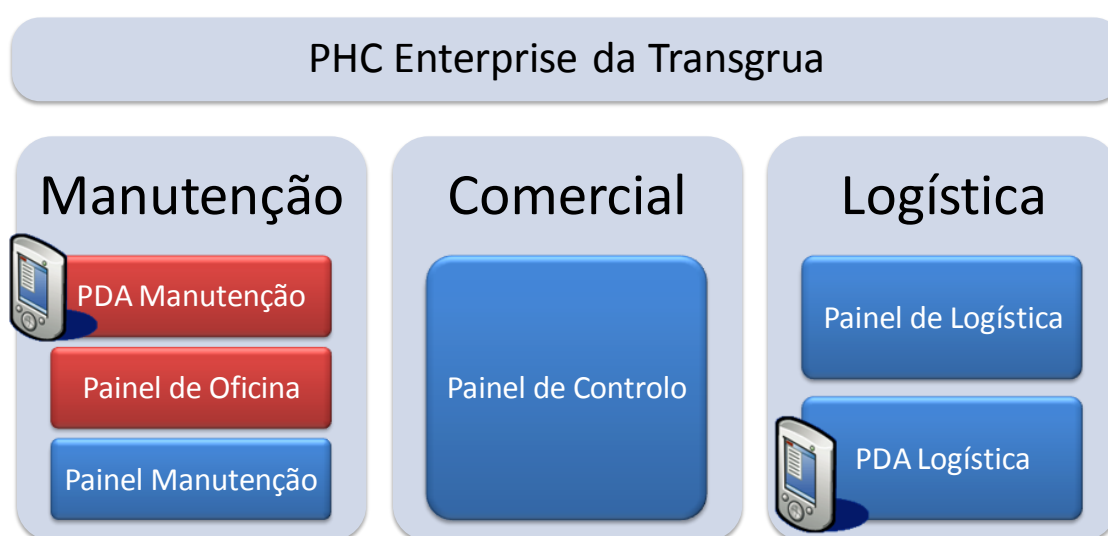 PHC Enterprise da Transgrua
Manutenção
PDA Manutenção
Painel de Oficina
Painel Manutenção
Comercial
Painel de Controlo
Logística
Painel de Logística
PDA Logística